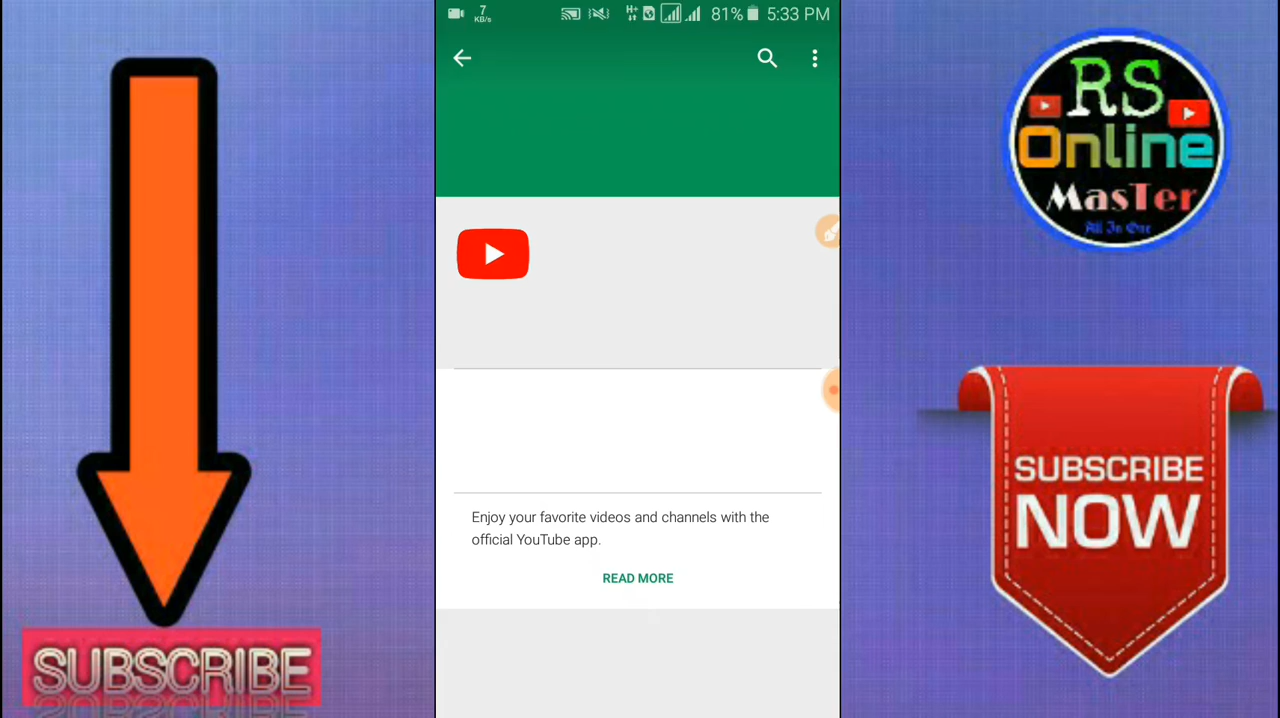 7
KB/s
H+
81%
5:33 PM
Enjoy your favorite videos and channels with the
official YouTube app.
READ MORE
SUBSCRIBE
RS
Online
MasTer
All In One
SUBSCRIBE
NOW